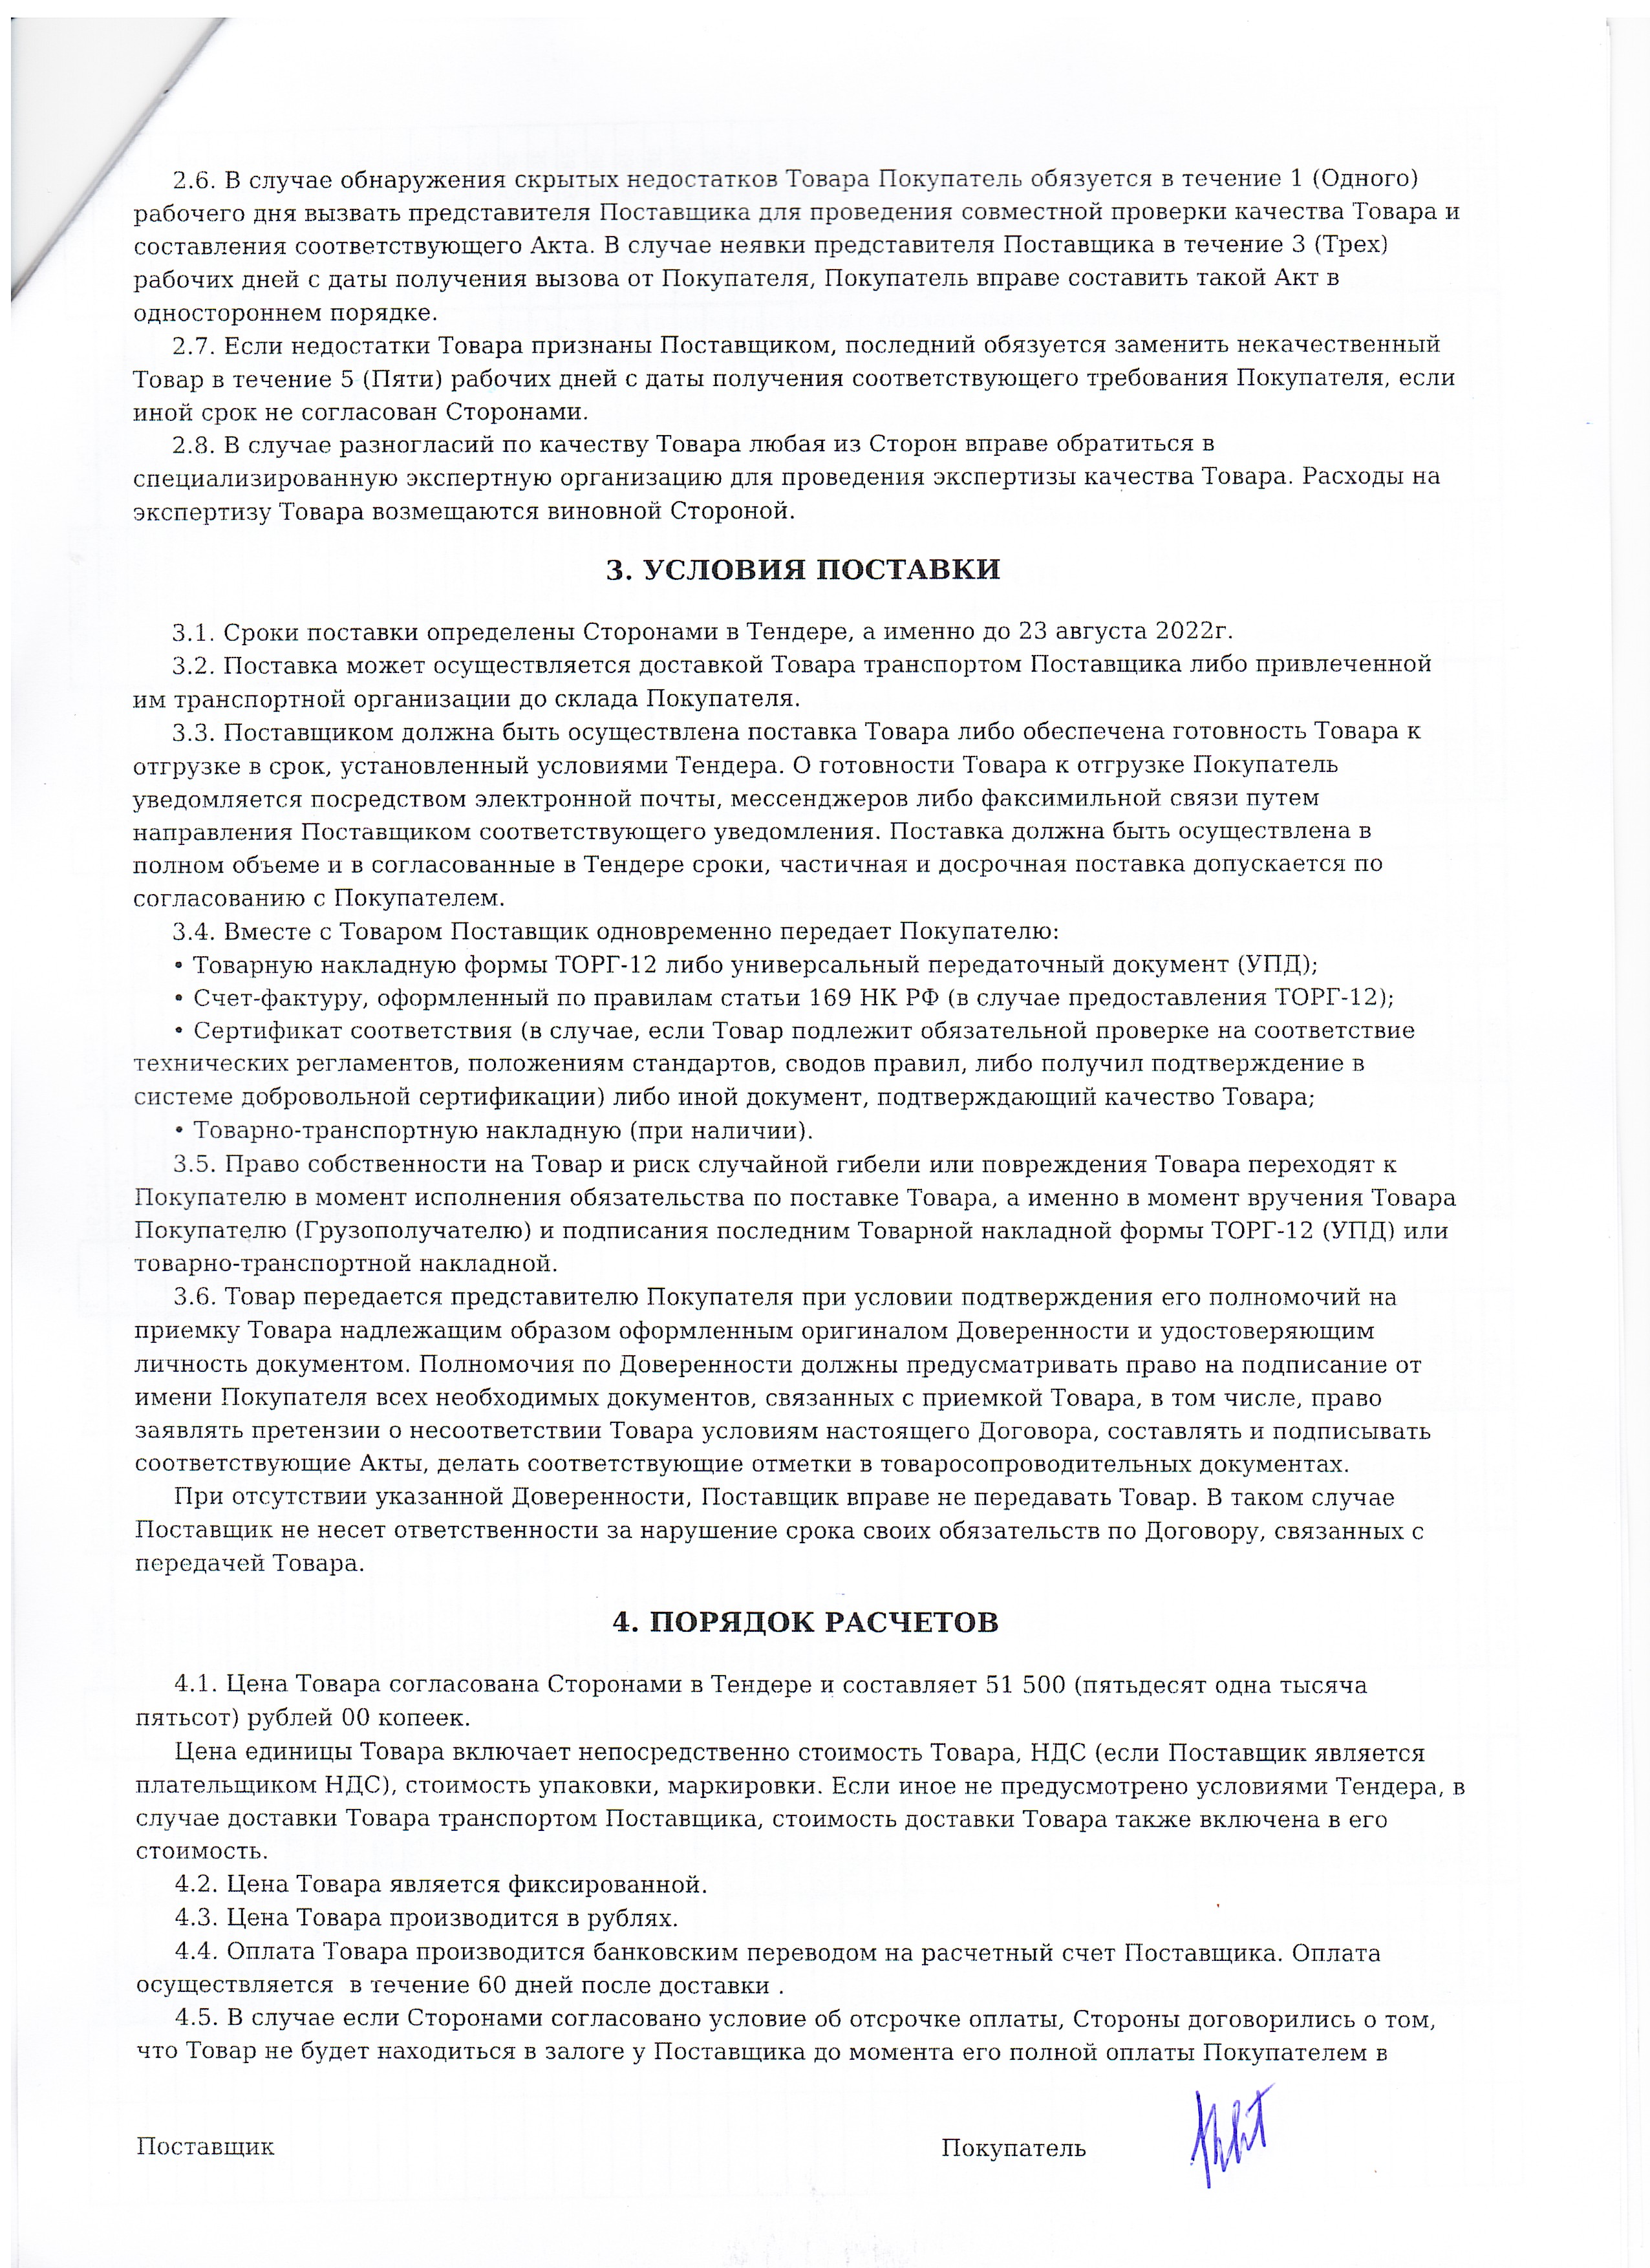 2.6. В случае обнаружения скрытых недостатков Товара Покупатель обязуется в течение 1 (Одного)
рабочего дня вызвать представителя Поставщика для проведения совместной проверки качества Товара и
составления соответствующего Акта. В случае неявки представителя Поставщика в течение 3 (Трех)
рабочих дней с даты получения вызова от Покупателя, Покупатель вправе составить такой Акт в
одностороннем порядке.
2.7. Если недостатки Товара признаны Поставщиком, последний обязуется заменить некачественный
Товар в течение 5 (Пяти) рабочих дней с даты получения соответствующего требования Покупателя, если
иной срок не согласован Сторонами.
2.8. В случае разногласий по качеству Товара любая из Сторон вправе обратиться в
специализированную экспертную организацию для проведения экспертизы качества Товара. Расходы на
экспертизу Товара возмещаются виновной Стороной.
3. УСЛОВИЯ ПОСТАВКИ
3.1. Сроки поставки определены Сторонами в Тендере, а именно до 23 августа 2022г.
3.2. Поставка может осуществляется доставкой Товара транспортом Поставщика либо привлеченной
им транспортной организации до склада Покупателя.
3.3. Поставщиком должна быть осуществлена поставка Товара либо обеспечена готовность Товара к
отгрузке в срок, установленный условиями Тендера. О готовности Товара к отгрузке Покупатель
уведомляется посредством электронной почты, мессенджеров либо факсимильной связи путем
направления Поставщиком соответствующего уведомления. Поставка должна быть осуществлена в
полном объеме и в согласованные в Тендере сроки, частичная и досрочная поставка допускается по
согласованию с Покупателем.
3.4. Вместе с Товаром Поставщик одновременно передает Покупателю:
• Товарную накладную формы ТОРГ-12 либо универсальный передаточный документ (УПД);
• Счет-фактуру, оформленный по правилам статьи 169 НК РФ (в случае предоставления ТОРГ-12);
• Сертификат соответствия (в случае, если Товар подлежит обязательной проверке на соответствие
технических регламентов, положениям стандартов, сводов правил, либо получил подтверждение в
системе добровольной сертификации) либо иной документ, подтверждающий качество Товара;
• Товарно-транспортную накладную (при наличии).
3.5. Право собственности на Товар и риск случайной гибели или повреждения Товара переходят к
Покупателю в момент исполнения обязательства по поставке Товара, а именно в момент вручения Товара
Покупателю (Грузополучателю) и подписания последним Товарной накладной формы ТОРГ-12 (УПД) или
товарно-транспортной накладной.
3.6. Товар передается представителю Покупателя при условии подтверждения его полномочий на
приемку Товара надлежащим образом оформленным оригиналом Доверенности и удостоверяющим
личность документом. Полномочия по Доверенности должны предусматривать право на подписание от
имени Покупателя всех необходимых документов, связанных с приемкой Товара, в том числе, право
заявлять претензии о несоответствии Товара условиям настоящего Договора, составлять и подписывать
соответствующие Акты, делать соответствующие отметки в товаросопроводительных документах.
При отсутствии указанной Доверенности, Поставщик вправе не передавать Товар. В таком случае
Поставщик не несет ответственности за нарушение срока своих обязательств по Договору, связанных с
передачей Товара.
4. ПОРЯДОК РАСЧЕТОВ
4.1. Цена Товара согласована Сторонами в Тендере и составляет 51 500 (пятьдесят одна тысяча
пятьсот) рублей 00 копеек.
Цена единицы Товара включает непосредственно стоимость Товара, НДС (если Поставщик является
плательщиком НДС), стоимость упаковки, маркировки. Если иное не предусмотрено условиями Тендера, в
случае доставки Товара транспортом Поставщика, стоимость доставки Товара также включена в его
стоимость.
4.2. Цена Товара является фиксированной.
4.3. Цена Товара производится в рублях.
4.4. Оплата Товара производится банковским переводом на расчетный счет Поставщика. Оплата
осуществляется  в течение 60 дней после доставки .
4.5. В случае если Сторонами согласовано условие об отсрочке оплаты, Стороны договорились о том,
что Товар не будет находиться в залоге у Поставщика до момента его полной оплаты Покупателем в
Поставщик
Покупатель